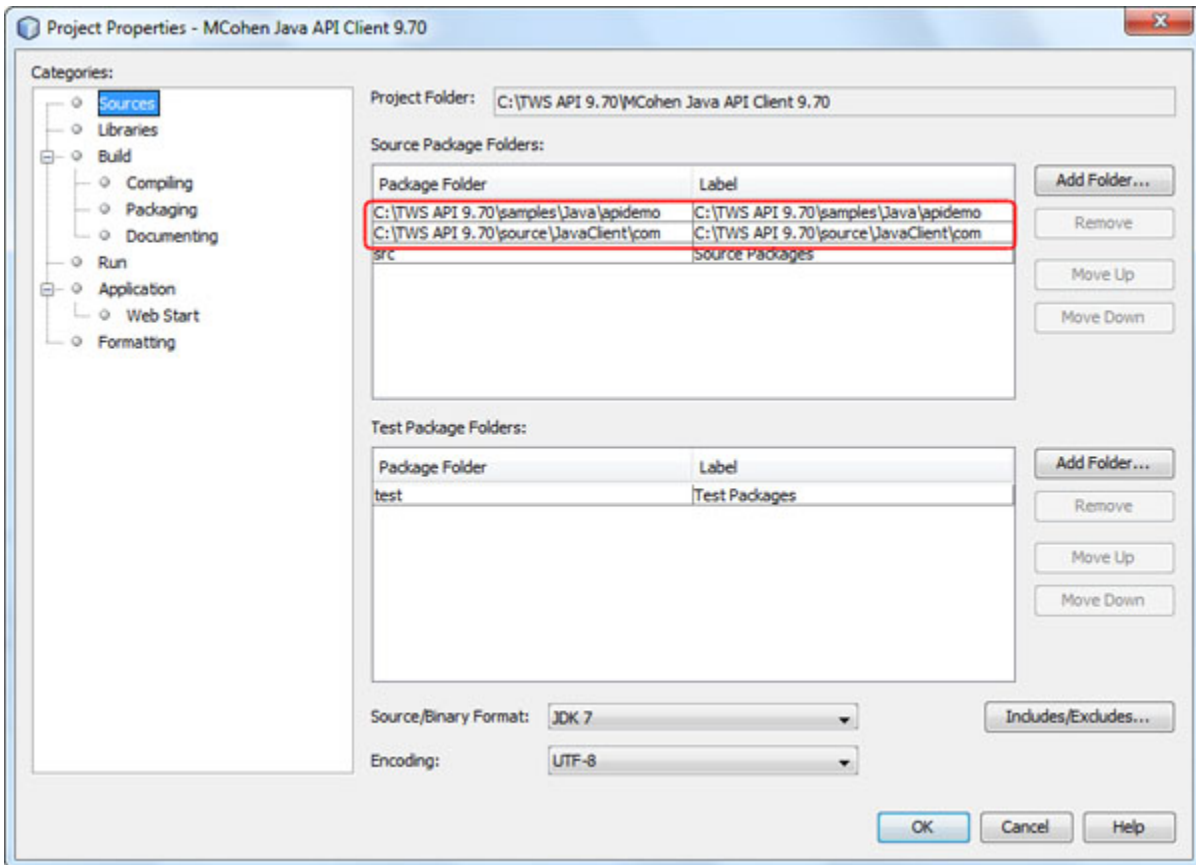 Project Properties - MCohen Java API Client 9.70
Categories:
Sources
Libraries
Build
Compiling
Packaging
Documenting
Run
Application
Web Start
Formatting
Project Folder: C:\TWS API 9.70\MCohen Java API Client 9.70
Source Package Folders:
Package Folder Label
C:\TWS API 9.70\samples\Java\apidemo C:\TWS API 9.70\samples\Java\apidemo
C:\TWS API 9.70\source\JavaClient\com C:\TWS API 9.70\source\JavaClient\com
src Source Packages
Add Folder...
Remove
Move Up
Move Down
Test Package Folders:
Package Folder Label
test Test Packages
Add Folder...
Remove
Move Up
Move Down
Source/Binary Format: JDK 7
Includes/Excludes...
Encoding: UTF-8
OK Cancel Help